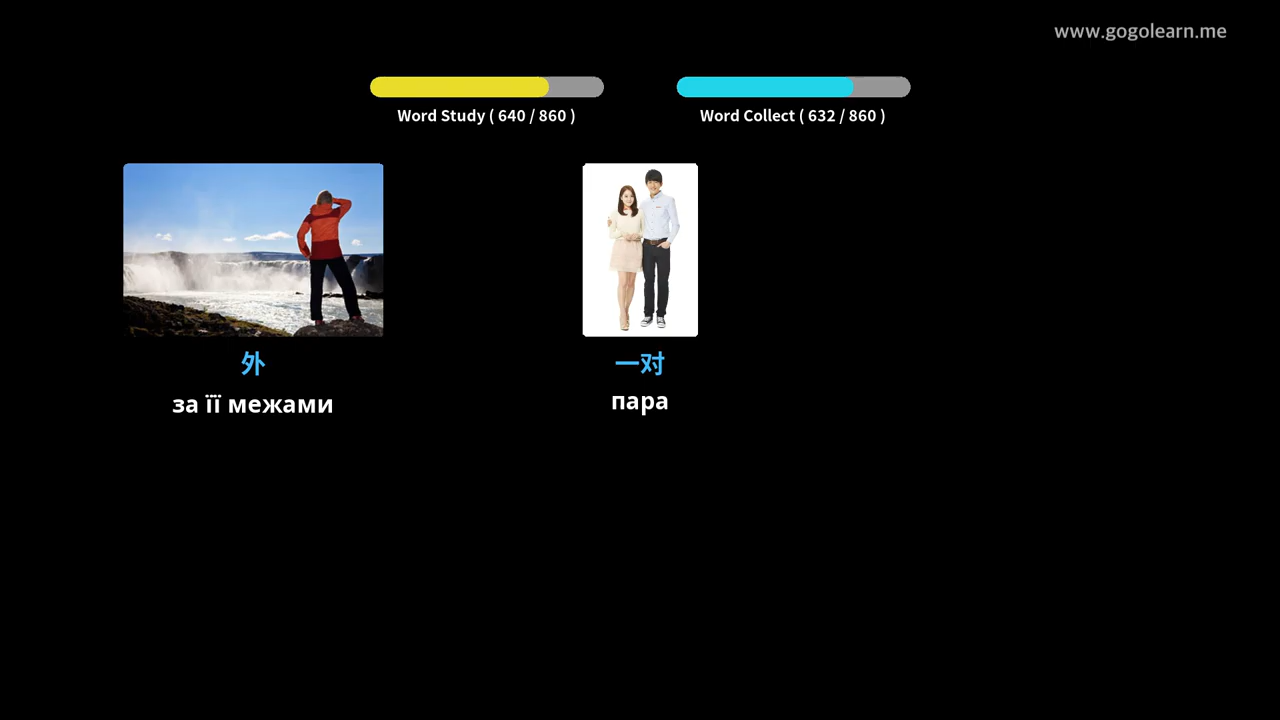 www.gogolearn.me
Word Study ( 640 / 860 )
Word Collect ( 632 / 860 )
外
за її межами
一对
пара